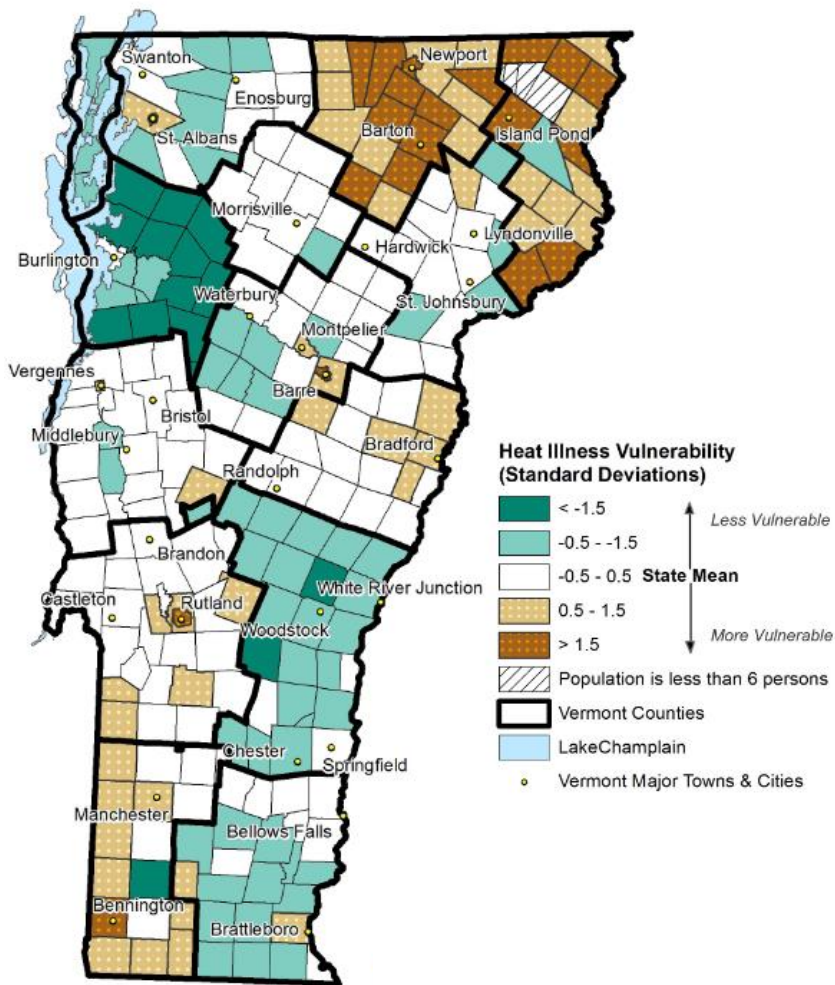 Newport
Swanton
Enosburg
St. Albans
Barton
Island Pond
Morrisville
Hardwick
Lyndonville
Burlington
Waterbury
St. Johnsbury
Montpelier
Vergennes
Barre
Bristol
Middlebury
Bradford
Randolph
Heat Illness Vulnerability
(Standard Deviations)
< -1.5
Less Vulnerable
-0.5 - -1.5
-0.5 - 0.5 State Mean
0.5 - 1.5
> 1.5
More Vulnerable
Population is less than 6 persons
Vermont Counties
LakeChamplain
Vermont Major Towns & Cities
Brandon
White River Junction
Castleton
Rutland
Woodstock
Chester
Springfield
Manchester
Bellows Falls
Bennington
Brattleboro